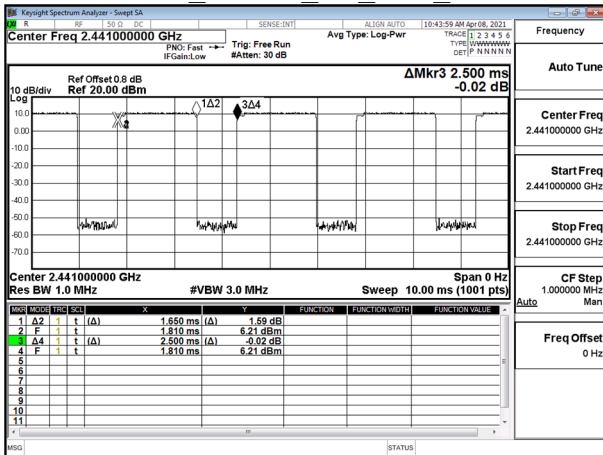 Keysight Spectrum Analyzer - Swept SA
R RF 50 Ω DC SENSE:INT ALIGN AUTO 10:43:59 AM Apr 08, 2021
Center Freq 2.441000000 GHz
PNO: Fast
IFGain:Low
Trig: Free Run
#Atten: 30 dB
Avg Type: Log-Pwr
TRACE 1 2 3 4 5 6
TYPE WWWWWW
DET P N N N N N
Ref Offset 0.8 dB
10 dB/div Ref 20.00 dBm
Log
ΔMkr3 2.500 ms
-0.02 dB
1Δ2
3Δ4
10.0
0.00
-10.0
-20.0
-30.0
-40.0
-50.0
-60.0
-70.0
Center 2.441000000 GHz Span 0 Hz
Res BW 1.0 MHz #VBW 3.0 MHz Sweep 10.00 ms (1001 pts)
MKR MODE TRC SCL X Y FUNCTION FUNCTION WIDTH FUNCTION VALUE
1 Δ2 1 t (Δ) 1.650 ms (Δ) 1.59 dB
2 F 1 t 1.810 ms 6.21 dBm
3 Δ4 1 t (Δ) 2.500 ms (Δ) -0.02 dB
4 F 1 t 1.810 ms 6.21 dBm
5
6
7
8
9
10
11
MSG STATUS
Frequency
Auto Tune
Center Freq
2.441000000 GHz
Start Freq
2.441000000 GHz
Stop Freq
2.441000000 GHz
CF Step
1.000000 MHz
Auto Man
Freq Offset
0 Hz